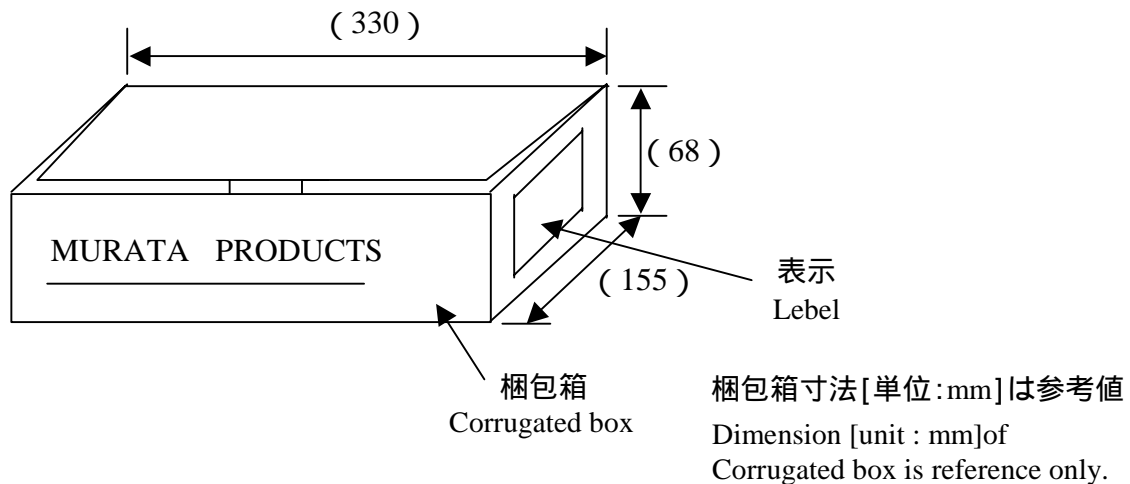 ( 330 )
( 68 )
MURATA PRODUCTS
( 155 )
表示
Lebel
梱包箱
Corrugated box
梱包箱寸法[単位:mm]は参考値
Dimension [unit : mm]of
Corrugated box is reference only.